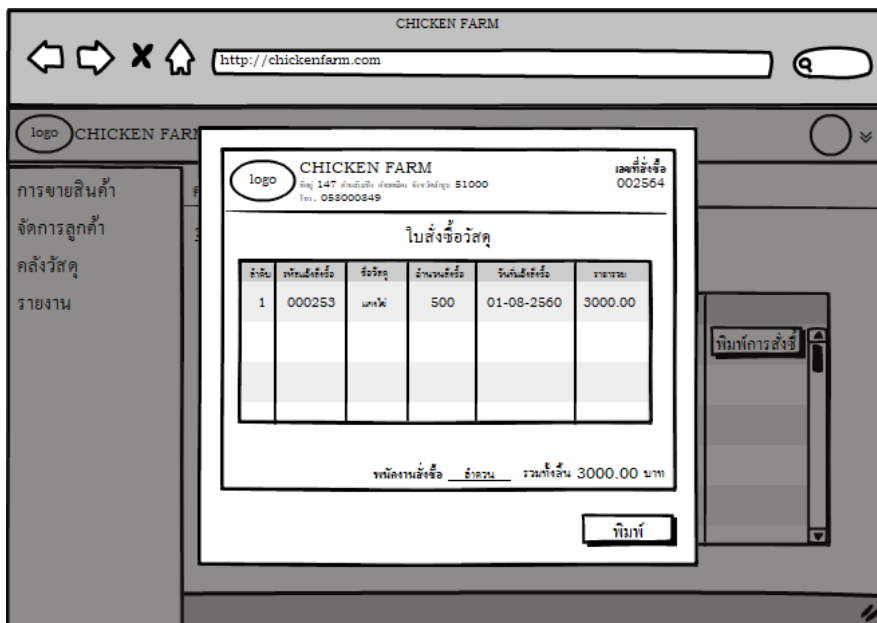 CHICKEN FARM
http://chickenfarm.com
logo CHICKEN FAR
การขายสินค้า
จัดการลูกค้า
คลังวัสดุ
รายงาน
logo CHICKEN FARM
147 51000
โทร. 058000849
เลขที่สั่งซื้อ
002564
ใบสั่งซื้อวัสดุ
ลำดับ รหัสใบสั่งซื้อ ชื่อวัสดุ จำนวนสั่งซื้อ วันที่สั่งซื้อ ราคารวม
1 000253 500 01-08-2560 3000.00
พนักงานสั่งซื้อ ลำดวน รวมทั้งสิ้น 3000.00 บาท
พิมพ์
พิมพ์การสั่งซื้